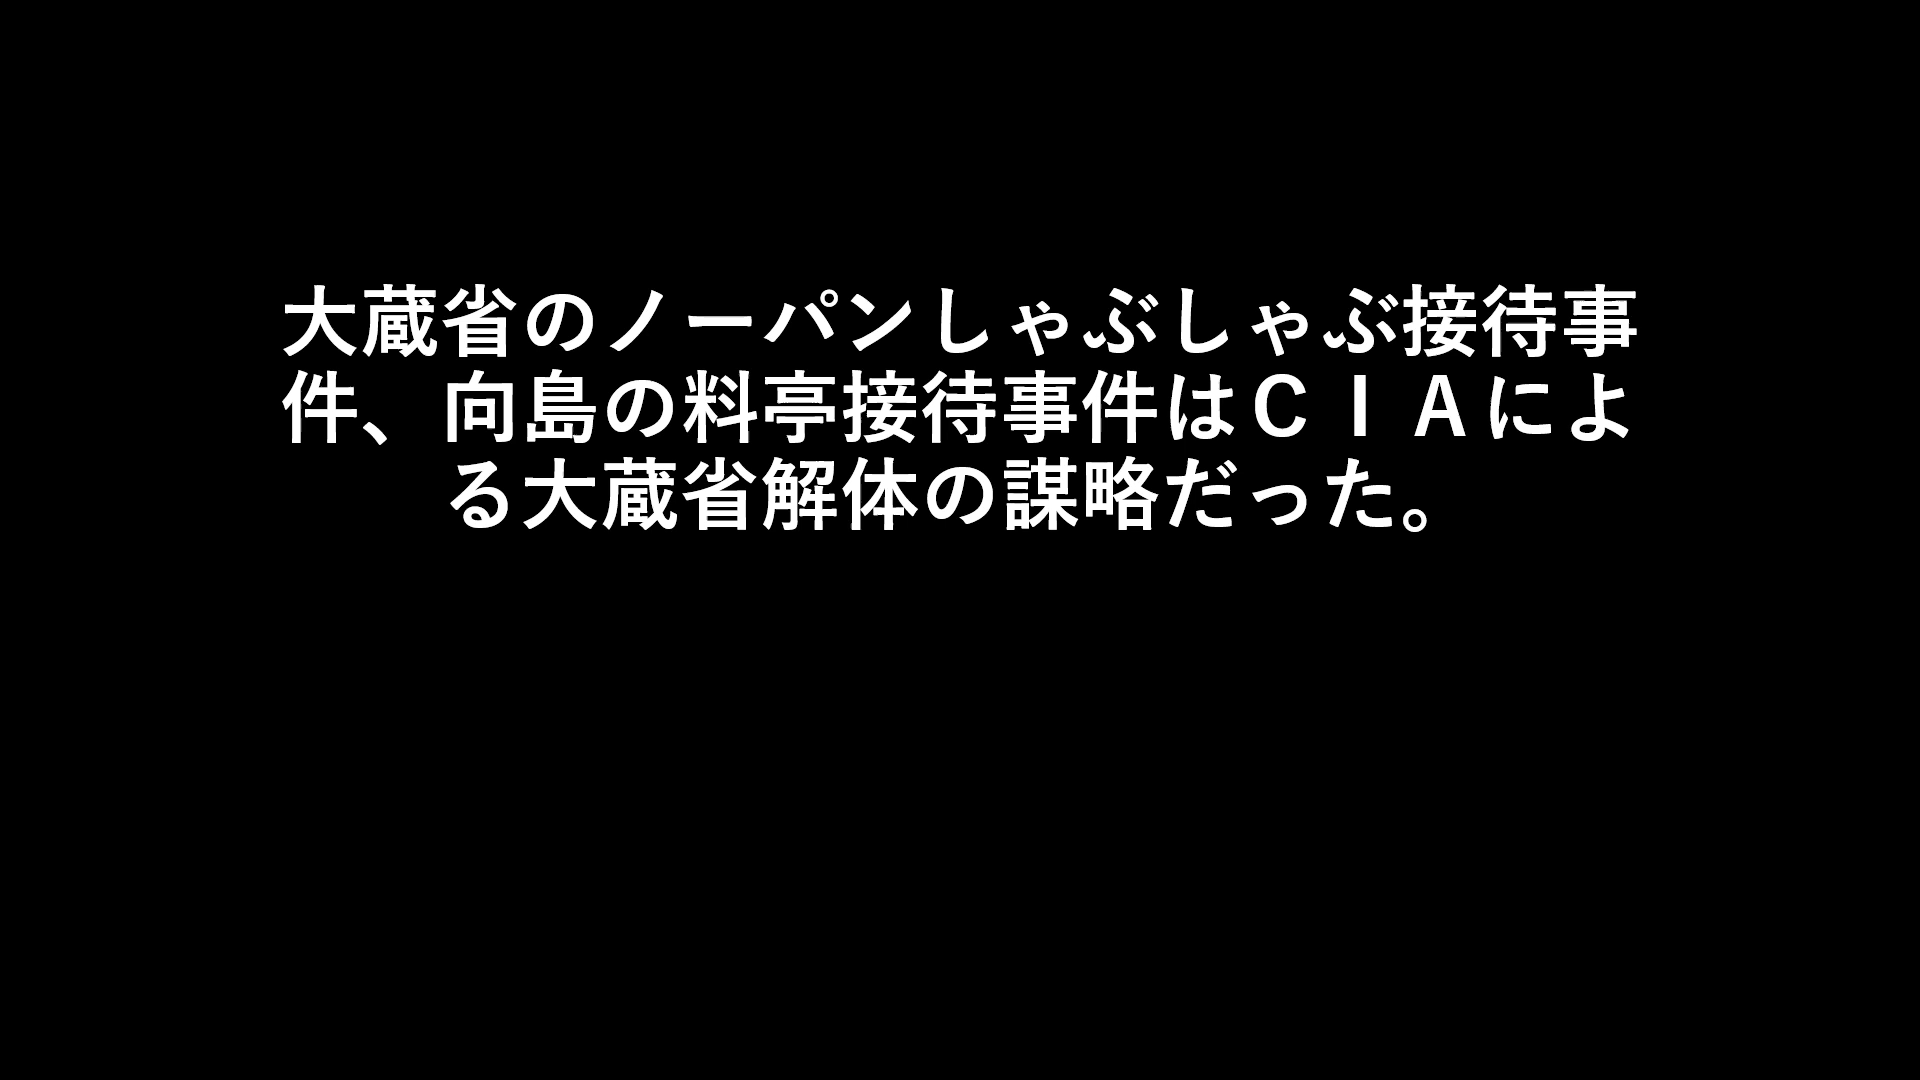 大蔵省のノーパンしゃぶしゃぶ接待事
件、向島の料亭接待事件はＣＩＡによ
る大蔵省解体の謀略だった。